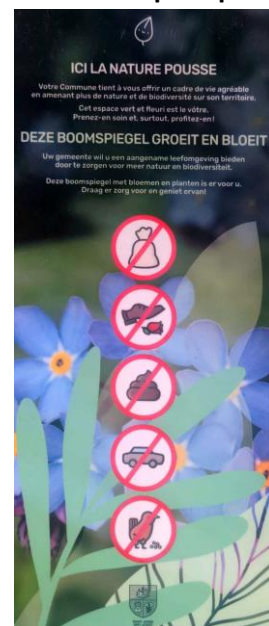 ICI LA NATURE POUSSE
Votre Commune tient à vous offrir un cadre de vie agréable
en amenant plus de nature et de biodiversité sur son territoire.
Cet espace vert et fleuri est le vôtre.
Prenez-en soin et, surtout, profitez-en!
DEZE BOOMSPIEGEL GROEIT EN BLOEIT
Uw gemeente wil u een aangename leefomgeving bieden
door te zorgen voor meer natuur en biodiversiteit.
Deze boomspiegel met bloemen en planten is er voor u.
Draag er zorg voor en geniet ervan!